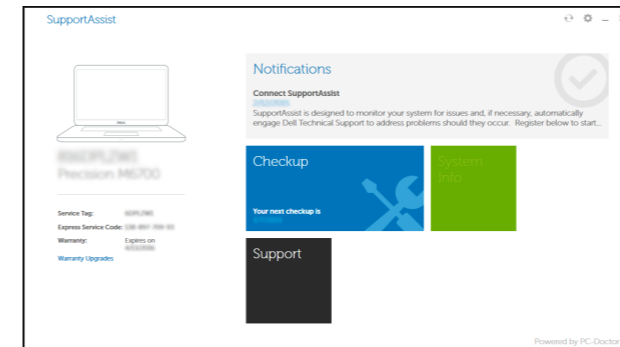 SupportAssist
Notifications
Connect SupportAssist
SupportAssist is designed to monitor your system for issues and, if necessary, automatically
engage Dell Technical Support to address problems should they occur. Register below to start...
Precision M6700
Checkup
System
Info
Your next checkup is
Service Tag:
Express Service Code:
Warranty: Expires on
Warranty Upgrades
Support
Powered by PC-Doctor